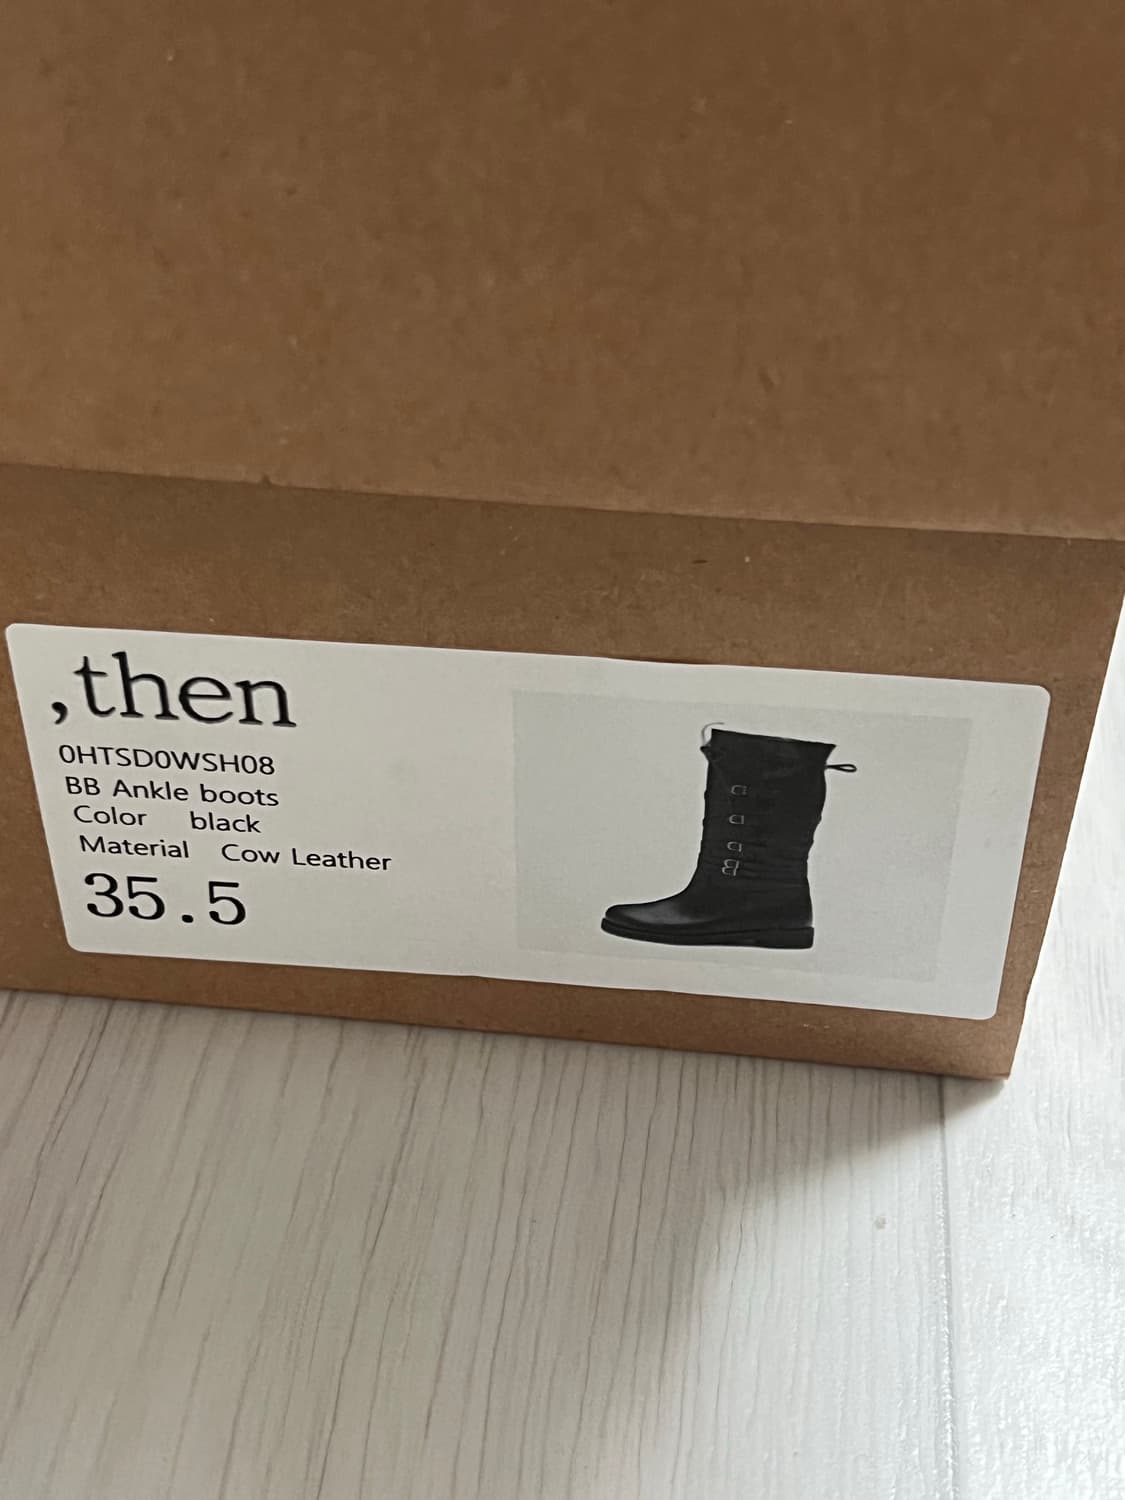 ,then
0HTSD0WSH08
BB Ankle boots
Color black
Material Cow Leather
35.5